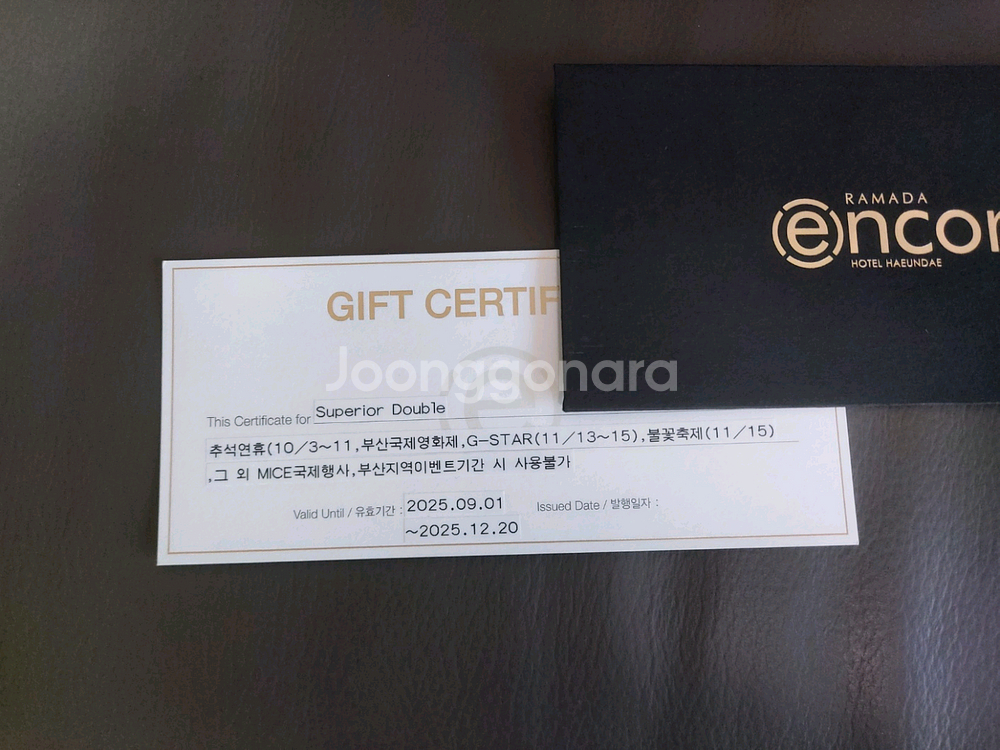 RAMADA
encor
HOTEL HAEUNDAE
GIFT CERTIF
Joonggonara
This Certificate for Superior Double
추석연휴(10/3~11,부산국제영화제,G-STAR(11/13~15),불꽃축제(11/15)
,그 외 MICE국제행사,부산지역이벤트기간 시 사용불가
Valid Until / 유효기간 : 2025.09.01 Issued Date / 발행일자 :
~2025.12.20